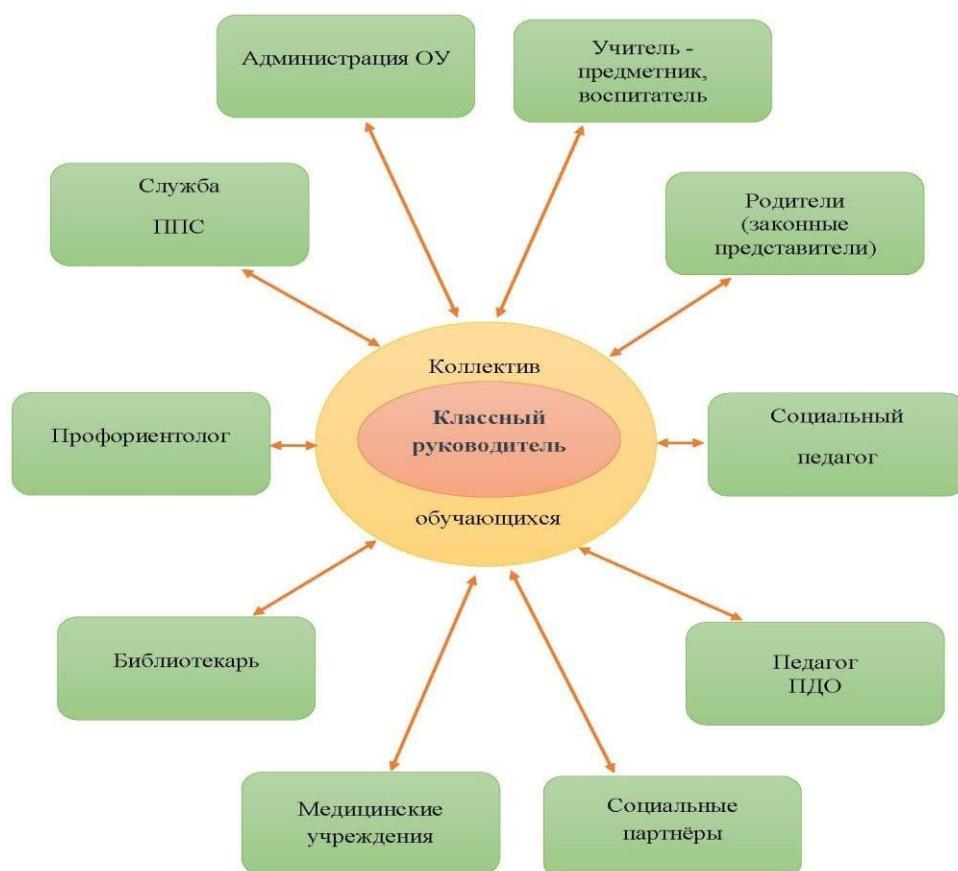 Администрация ОУ
Учитель -
предметник,
воспитатель
Служба
ППС
Родители
(законные
представители)
Коллектив
Классный
руководитель
обучающихся
Профориентолог
Социальный
педагог
Библиотекарь
Педагог
ПДО
Медицинские
учреждения
Социальные
партнёры